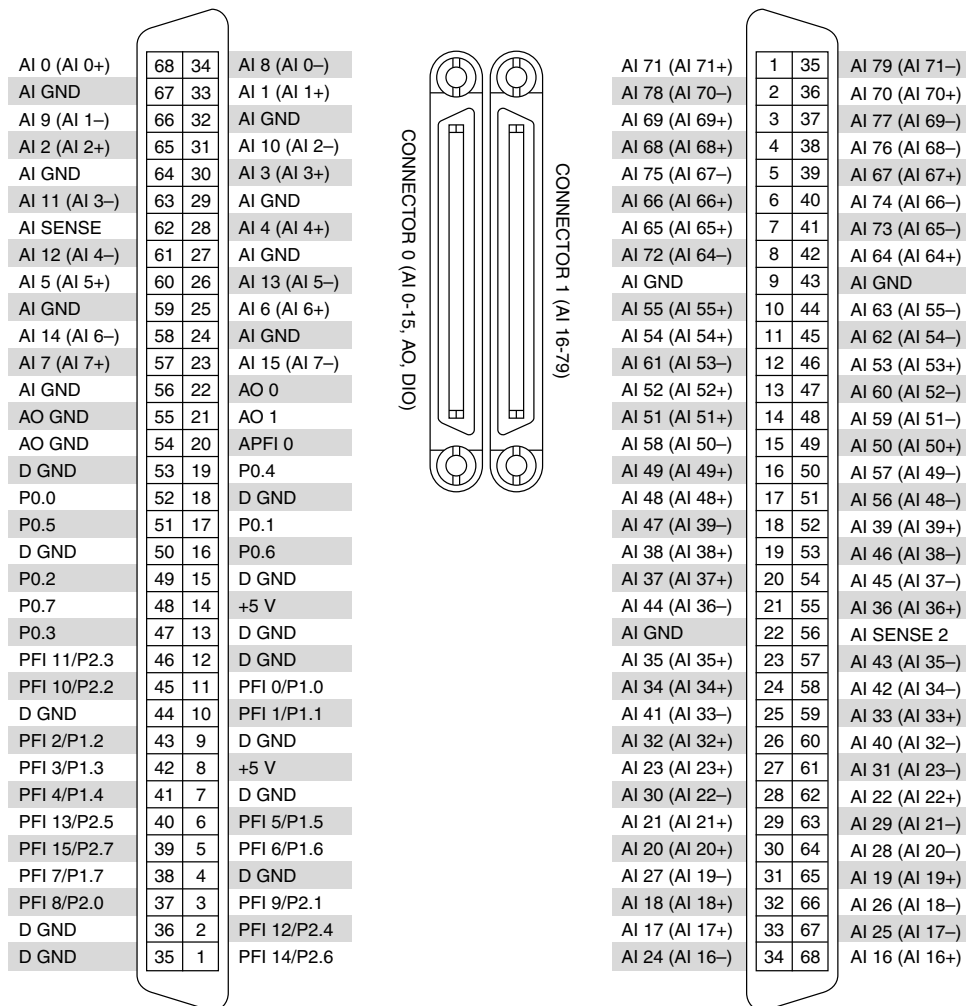 AI 0 (AI 0+) 68 34 AI 8 (AI 0–)
AI GND 67 33 AI 1 (AI 1+)
AI 9 (AI 1–) 66 32 AI GND
AI 2 (AI 2+) 65 31 AI 10 (AI 2–)
AI GND 64 30 AI 3 (AI 3+)
AI 11 (AI 3–) 63 29 AI GND
AI SENSE 62 28 AI 4 (AI 4+)
AI 12 (AI 4–) 61 27 AI GND
AI 5 (AI 5+) 60 26 AI 13 (AI 5–)
AI GND 59 25 AI 6 (AI 6+)
AI 14 (AI 6–) 58 24 AI GND
AI 7 (AI 7+) 57 23 AI 15 (AI 7–)
AI GND 56 22 AO 0
AO GND 55 21 AO 1
AO GND 54 20 APFI 0
D GND 53 19 P0.4
P0.0 52 18 D GND
P0.5 51 17 P0.1
D GND 50 16 P0.6
P0.2 49 15 D GND
P0.7 48 14 +5 V
P0.3 47 13 D GND
PFI 11/P2.3 46 12 D GND
PFI 10/P2.2 45 11 PFI 0/P1.0
D GND 44 10 PFI 1/P1.1
PFI 2/P1.2 43 9 D GND
PFI 3/P1.3 42 8 +5 V
PFI 4/P1.4 41 7 D GND
PFI 13/P2.5 40 6 PFI 5/P1.5
PFI 15/P2.7 39 5 PFI 6/P1.6
PFI 7/P1.7 38 4 D GND
PFI 8/P2.0 37 3 PFI 9/P2.1
D GND 36 2 PFI 12/P2.4
D GND 35 1 PFI 14/P2.6
CONNECTOR 0 (AI 0-15, AO, DIO)
CONNECTOR 1 (AI 16-79)
AI 71 (AI 71+) 1 35 AI 79 (AI 71–)
AI 78 (AI 70–) 2 36 AI 70 (AI 70+)
AI 69 (AI 69+) 3 37 AI 77 (AI 69–)
AI 68 (AI 68+) 4 38 AI 76 (AI 68–)
AI 75 (AI 67–) 5 39 AI 67 (AI 67+)
AI 66 (AI 66+) 6 40 AI 74 (AI 66–)
AI 65 (AI 65+) 7 41 AI 73 (AI 65–)
AI 72 (AI 64–) 8 42 AI 64 (AI 64+)
AI GND 9 43 AI GND
AI 55 (AI 55+) 10 44 AI 63 (AI 55–)
AI 54 (AI 54+) 11 45 AI 62 (AI 54–)
AI 61 (AI 53–) 12 46 AI 53 (AI 53+)
AI 52 (AI 52+) 13 47 AI 60 (AI 52–)
AI 51 (AI 51+) 14 48 AI 59 (AI 51–)
AI 58 (AI 50–) 15 49 AI 50 (AI 50+)
AI 49 (AI 49+) 16 50 AI 57 (AI 49–)
AI 48 (AI 48+) 17 51 AI 56 (AI 48–)
AI 47 (AI 39–) 18 52 AI 39 (AI 39+)
AI 38 (AI 38+) 19 53 AI 46 (AI 38–)
AI 37 (AI 37+) 20 54 AI 45 (AI 37–)
AI 44 (AI 36–) 21 55 AI 36 (AI 36+)
AI GND 22 56 AI SENSE 2
AI 35 (AI 35+) 23 57 AI 43 (AI 35–)
AI 34 (AI 34+) 24 58 AI 42 (AI 34–)
AI 41 (AI 33–) 25 59 AI 33 (AI 33+)
AI 32 (AI 32+) 26 60 AI 40 (AI 32–)
AI 23 (AI 23+) 27 61 AI 31 (AI 23–)
AI 30 (AI 22–) 28 62 AI 22 (AI 22+)
AI 21 (AI 21+) 29 63 AI 29 (AI 21–)
AI 20 (AI 20+) 30 64 AI 28 (AI 20–)
AI 27 (AI 19–) 31 65 AI 19 (AI 19+)
AI 18 (AI 18+) 32 66 AI 26 (AI 18–)
AI 17 (AI 17+) 33 67 AI 25 (AI 17–)
AI 24 (AI 16–) 34 68 AI 16 (AI 16+)